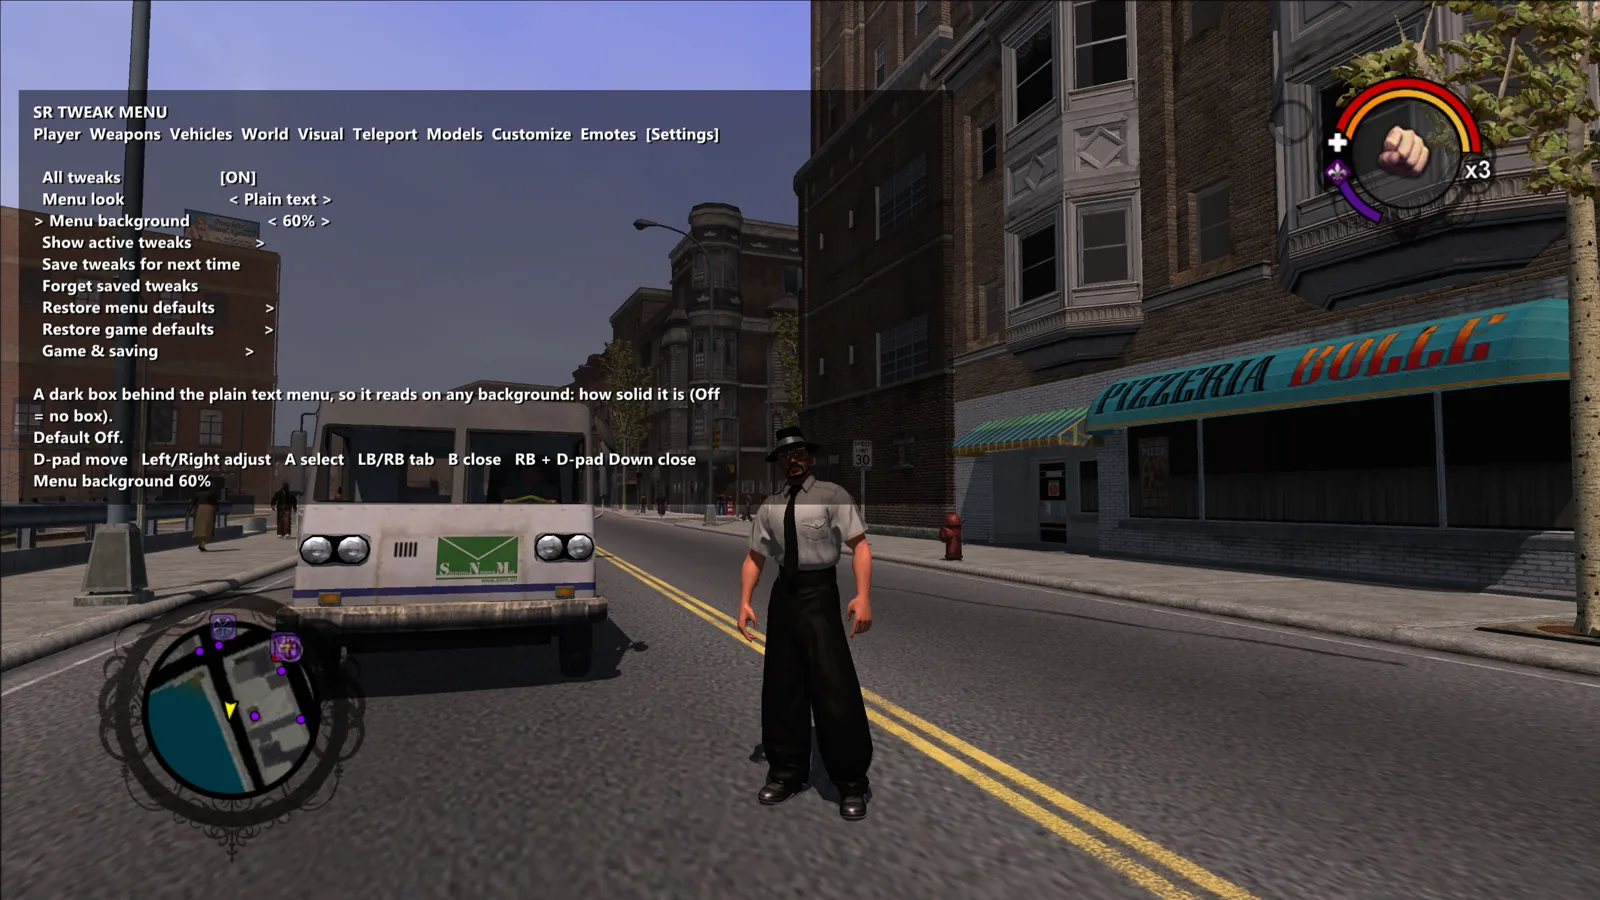 SR TWEAK MENU
Player Weapons Vehicles World Visual Teleport Models Customize Emotes [Settings]
All tweaks [ON]
Menu look < Plain text >
> Menu background < 60% >
Show active tweaks >
Save tweaks for next time
Forget saved tweaks
Restore menu defaults >
Restore game defaults >
Game & saving >
A dark box behind the plain text menu, so it reads on any background: how solid it is (Off
= no box).
Default Off.
D-pad move Left/Right adjust A select LB/RB tab B close RB + D-pad Down close
Menu background 60%
x3
PIZZERIA
30
PIZZA
S N M